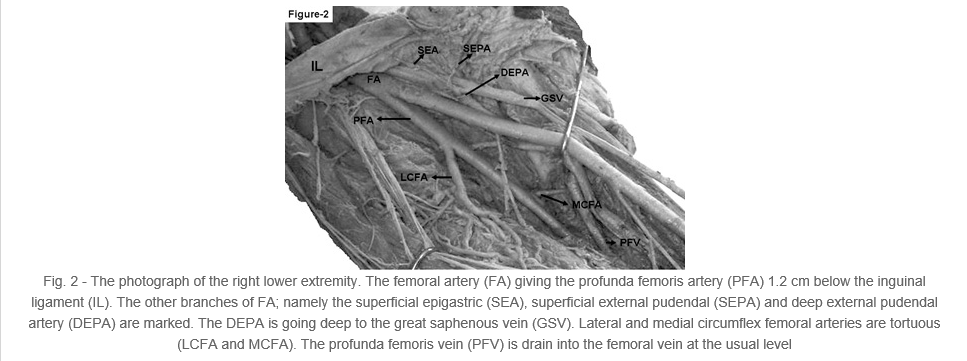 Figure-2
SEA
SEPA
IL
FA
DEPA
GSV
PFA
LCFA
MCFA
PFV
Fig. 2 - The photograph of the right lower extremity. The femoral artery (FA) giving the profunda femoris artery (PFA) 1.2 cm below the inguinal
ligament (IL). The other branches of FA; namely the superficial epigastric (SEA), superficial external pudendal (SEPA) and deep external pudendal
artery (DEPA) are marked. The DEPA is going deep to the great saphenous vein (GSV). Lateral and medial circumflex femoral arteries are tortuous
(LCFA and MCFA). The profunda femoris vein (PFV) is drain into the femoral vein at the usual level